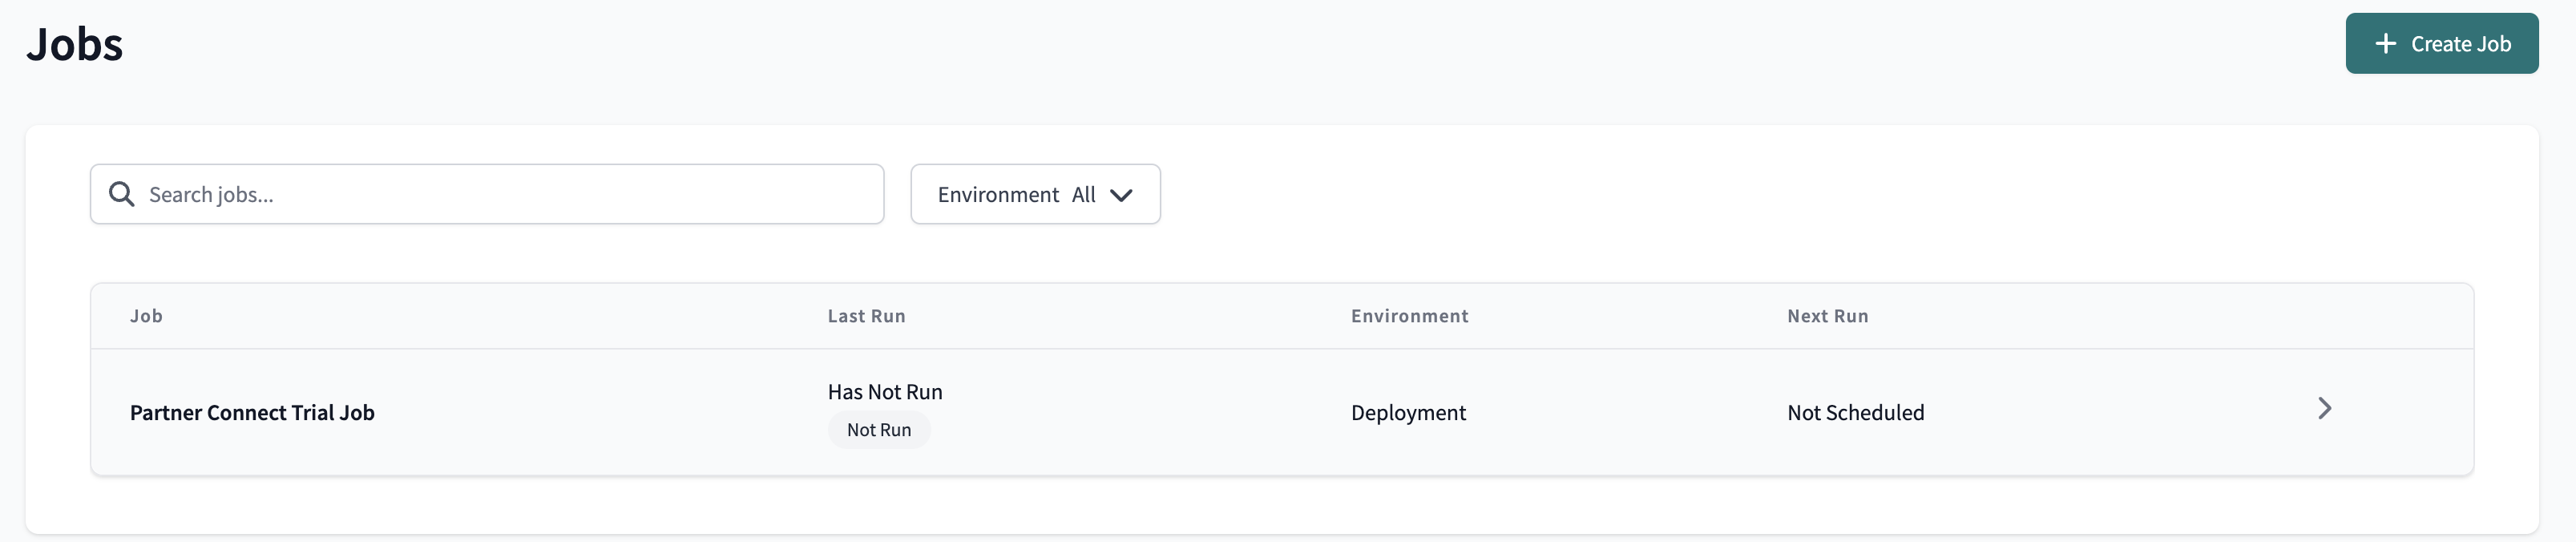 Jobs
Create Job
Search jobs...
Environment All
Job Last Run Environment Next Run
Has Not Run
Partner Connect Trial Job Deployment Not Scheduled
Not Run